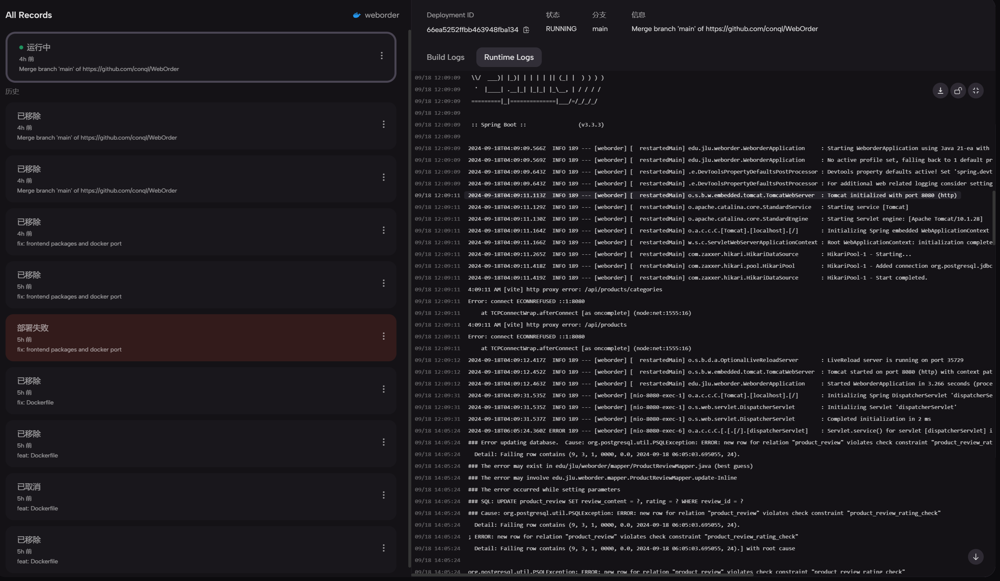 All Records
weborder
运行中
4h 前
Merge branch 'main' of https://github.com/conql/WebOrder
历史
已移除
4h 前
Merge branch 'main' of https://github.com/conql/WebOrder
已移除
4h 前
Merge branch 'main' of https://github.com/conql/WebOrder
已移除
4h 前
fix: frontend packages and docker port
已移除
5h 前
fix: frontend packages and docker port
部署失败
5h 前
fix: frontend packages and docker port
已移除
5h 前
fix: Dockerfile
已移除
5h 前
feat: Dockerfile
已取消
5h 前
feat: Dockerfile
已移除
5h 前
feat: Dockerfile
Deployment ID 状态 分支 信息
66ea5252ffbb463948fba134 RUNNING main Merge branch 'main' of https://github.com/conql/WebOrder
Build Logs Runtime Logs
09/18 12:09:09  \\/  ___)| |_)| | | | | || (_| |  ) ) ) )
09/18 12:09:09   '  |____| .__|_| |_|_| |_\__, | / / / /
09/18 12:09:09  =========|_|==============|___/=/_/_/_/
09/18 12:09:09
09/18 12:09:09  :: Spring Boot ::                (v3.3.3)
09/18 12:09:09
09/18 12:09:09 2024-09-18T04:09:09.566Z  INFO 189 --- [weborder] [  restartedMain] edu.jlu.weborder.WeborderApplication     : Starting WeborderApplication using Java 21-ea with
09/18 12:09:09 2024-09-18T04:09:09.569Z  INFO 189 --- [weborder] [  restartedMain] edu.jlu.weborder.WeborderApplication     : No active profile set, falling back to 1 default pr
09/18 12:09:09 2024-09-18T04:09:09.643Z  INFO 189 --- [weborder] [  restartedMain] .e.DevToolsPropertyDefaultsPostProcessor : Devtools property defaults active! Set 'spring.devt
09/18 12:09:09 2024-09-18T04:09:09.643Z  INFO 189 --- [weborder] [  restartedMain] .e.DevToolsPropertyDefaultsPostProcessor : For additional web related logging consider setting
09/18 12:09:11 2024-09-18T04:09:11.113Z  INFO 189 --- [weborder] [  restartedMain] o.s.b.w.embedded.tomcat.TomcatWebServer  : Tomcat initialized with port 8080 (http)
09/18 12:09:11 2024-09-18T04:09:11.129Z  INFO 189 --- [weborder] [  restartedMain] o.apache.catalina.core.StandardService   : Starting service [Tomcat]
09/18 12:09:11 2024-09-18T04:09:11.130Z  INFO 189 --- [weborder] [  restartedMain] o.apache.catalina.core.StandardEngine    : Starting Servlet engine: [Apache Tomcat/10.1.28]
09/18 12:09:11 2024-09-18T04:09:11.164Z  INFO 189 --- [weborder] [  restartedMain] o.a.c.c.C.[Tomcat].[localhost].[/]       : Initializing Spring embedded WebApplicationContext
09/18 12:09:11 2024-09-18T04:09:11.166Z  INFO 189 --- [weborder] [  restartedMain] w.s.c.ServletWebServerApplicationContext : Root WebApplicationContext: initialization complete
09/18 12:09:11 2024-09-18T04:09:11.265Z  INFO 189 --- [weborder] [  restartedMain] com.zaxxer.hikari.HikariDataSource       : HikariPool-1 - Starting...
09/18 12:09:11 2024-09-18T04:09:11.418Z  INFO 189 --- [weborder] [  restartedMain] com.zaxxer.hikari.pool.HikariPool        : HikariPool-1 - Added connection org.postgresql.jdbc
09/18 12:09:11 2024-09-18T04:09:11.419Z  INFO 189 --- [weborder] [  restartedMain] com.zaxxer.hikari.HikariDataSource       : HikariPool-1 - Start completed.
09/18 12:09:11 4:09:11 AM [vite] http proxy error: /api/products/categories
09/18 12:09:11 Error: connect ECONNREFUSED ::1:8080
09/18 12:09:11     at TCPConnectWrap.afterConnect [as oncomplete] (node:net:1555:16)
09/18 12:09:11 4:09:11 AM [vite] http proxy error: /api/products
09/18 12:09:11 Error: connect ECONNREFUSED ::1:8080
09/18 12:09:11     at TCPConnectWrap.afterConnect [as oncomplete] (node:net:1555:16)
09/18 12:09:12 2024-09-18T04:09:12.417Z  INFO 189 --- [weborder] [  restartedMain] o.s.b.d.a.OptionalLiveReloadServer       : LiveReload server is running on port 35729
09/18 12:09:12 2024-09-18T04:09:12.452Z  INFO 189 --- [weborder] [  restartedMain] o.s.b.w.embedded.tomcat.TomcatWebServer  : Tomcat started on port 8080 (http) with context pat
09/18 12:09:12 2024-09-18T04:09:12.463Z  INFO 189 --- [weborder] [  restartedMain] edu.jlu.weborder.WeborderApplication     : Started WeborderApplication in 3.266 seconds (proce
09/18 12:09:31 2024-09-18T04:09:31.535Z  INFO 189 --- [weborder] [nio-8080-exec-1] o.a.c.c.C.[Tomcat].[localhost].[/]       : Initializing Spring DispatcherServlet 'dispatcherSe
09/18 12:09:31 2024-09-18T04:09:31.535Z  INFO 189 --- [weborder] [nio-8080-exec-1] o.s.web.servlet.DispatcherServlet        : Initializing Servlet 'dispatcherServlet'
09/18 12:09:31 2024-09-18T04:09:31.537Z  INFO 189 --- [weborder] [nio-8080-exec-1] o.s.web.servlet.DispatcherServlet        : Completed initialization in 2 ms
09/18 14:05:24 2024-09-18T06:05:24.360Z ERROR 189 --- [weborder] [nio-8080-exec-6] o.a.c.c.C.[.[.[/].[dispatcherServlet]    : Servlet.service() for servlet [dispatcherServlet] i
09/18 14:05:24 ### Error updating database.  Cause: org.postgresql.util.PSQLException: ERROR: new row for relation "product_review" violates check constraint "product_review_rat
09/18 14:05:24   Detail: Failing row contains (9, 3, 1, 0000, 0.0, 2024-09-18 06:05:03.695055, 24).
09/18 14:05:24 ### The error may exist in edu/jlu/weborder/mapper/ProductReviewMapper.java (best guess)
09/18 14:05:24 ### The error may involve edu.jlu.weborder.mapper.ProductReviewMapper.update-Inline
09/18 14:05:24 ### The error occurred while setting parameters
09/18 14:05:24 ### SQL: UPDATE product_review SET review_content = ?, rating = ? WHERE review_id = ?
09/18 14:05:24 ### Cause: org.postgresql.util.PSQLException: ERROR: new row for relation "product_review" violates check constraint "product_review_rating_check"
09/18 14:05:24   Detail: Failing row contains (9, 3, 1, 0000, 0.0, 2024-09-18 06:05:03.695055, 24).
09/18 14:05:24 ; ERROR: new row for relation "product_review" violates check constraint "product_review_rating_check"
09/18 14:05:24   Detail: Failing row contains (9, 3, 1, 0000, 0.0, 2024-09-18 06:05:03.695055, 24).] with root cause
09/18 14:05:24
09/18 14:05:24 org.postgresql.util.PSQLException: ERROR: new row for relation "product_review" violates check constraint "product_review_rating_check"